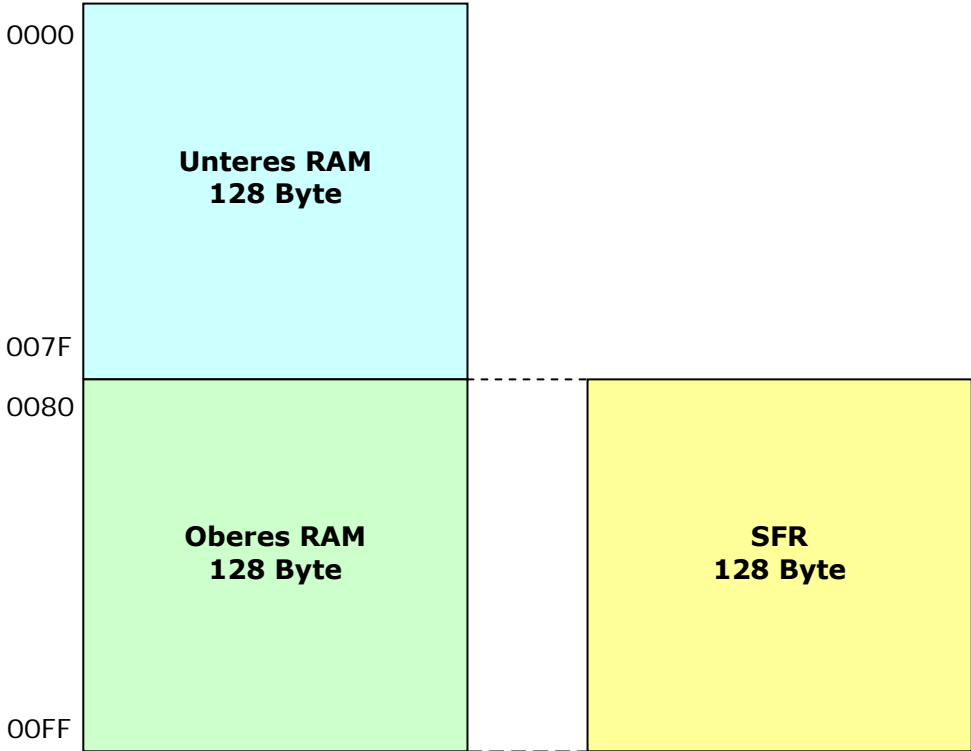 0000
Unteres RAM
128 Byte
007F
0080
Oberes RAM
128 Byte
SFR
128 Byte
00FF